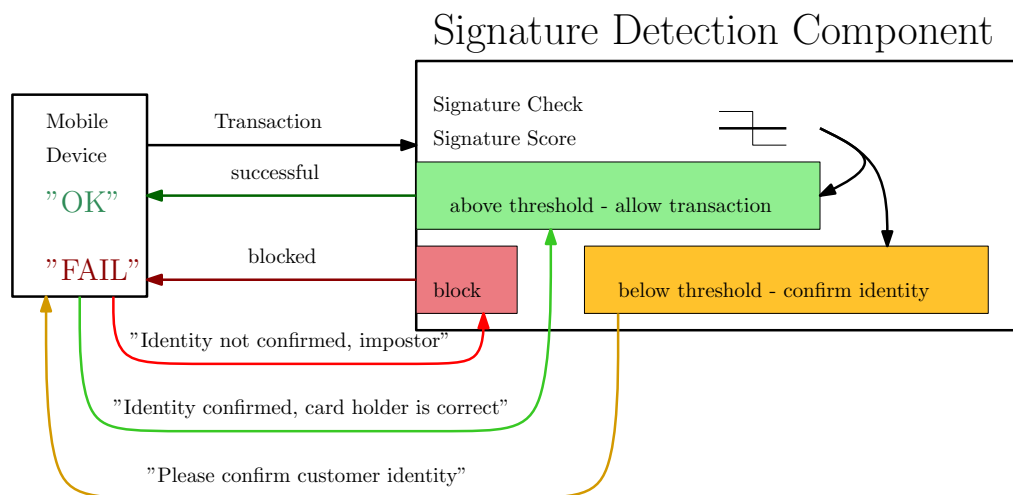 Signature Detection Component
Mobile
Device
"OK"
"FAIL"
Transaction
successful
blocked
Signature Check
Signature Score
above threshold - allow transaction
block
below threshold - confirm identity
"Identity not confirmed, impostor"
"Identity confirmed, card holder is correct"
"Please confirm customer identity"